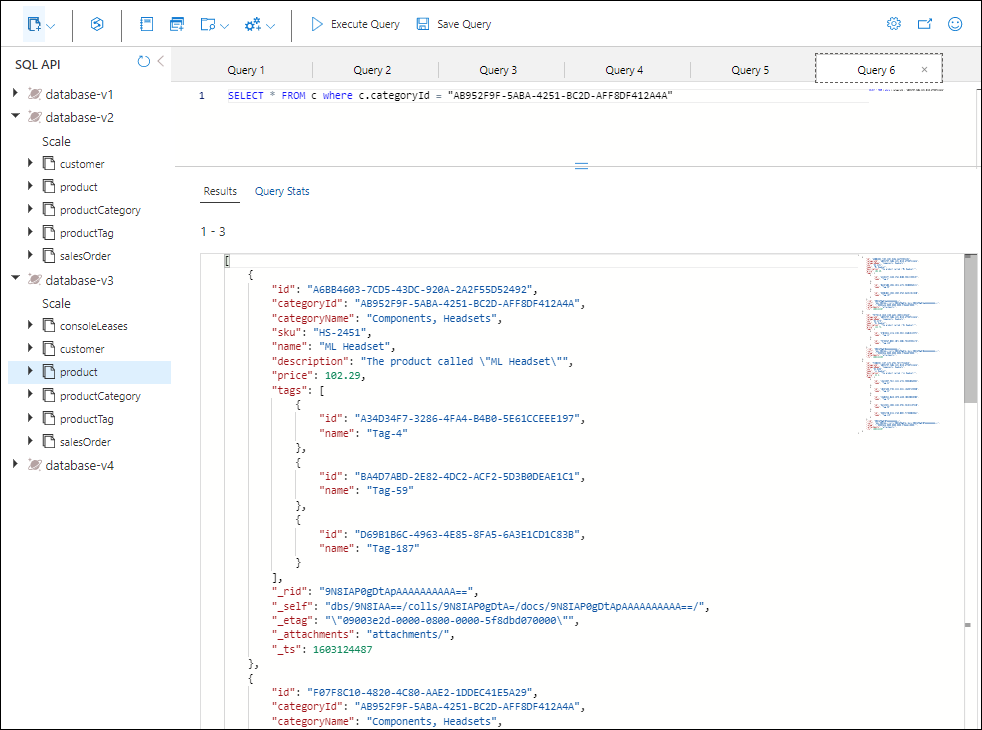 Execute Query
Save Query
SQL API
database-v1
database-v2
Scale
customer
product
productCategory
productTag
salesOrder
database-v3
Scale
consoleLeases
customer
product
productCategory
productTag
salesOrder
database-v4
Query 1
Query 2
Query 3
Query 4
Query 5
Query 6 ×
1 SELECT * FROM c where c.categoryId = "AB952F9F-5ABA-4251-BC2D-AFF8DF412A4A"
Results
Query Stats
1 - 3
[
{
"id": "A6BB4603-7CD5-43DC-920A-2A2F55D52492",
"categoryId": "AB952F9F-5ABA-4251-BC2D-AFF8DF412A4A",
"categoryName": "Components, Headsets",
"sku": "HS-2451",
"name": "ML Headset",
"description": "The product called \"ML Headset\"",
"price": 102.29,
"tags": [
{
"id": "A34D34F7-3286-4FA4-B4B0-5E61CCEEE197",
"name": "Tag-4"
},
{
"id": "BA4D7ABD-2E82-4DC2-ACF2-5D3B0DEAE1C1",
"name": "Tag-59"
},
{
"id": "D69B1B6C-4963-4E85-8FA5-6A3E1CD1C83B",
"name": "Tag-187"
}
],
"_rid": "9N8IAP0gDtApAAAAAAAAAA==",
"_self": "dbs/9N8IAA==/colls/9N8IAP0gDtA=/docs/9N8IAP0gDtApAAAAAAAAAA==/",
"_etag": "\"09003e2d-0000-0800-0000-5f8dbd070000\"",
"_attachments": "attachments/",
"_ts": 1603124487
},
{
"id": "F07F8C10-4820-4C80-AAE2-1DDEC41E5A29",
"categoryId": "AB952F9F-5ABA-4251-BC2D-AFF8DF412A4A",
"categoryName": "Components, Headsets",